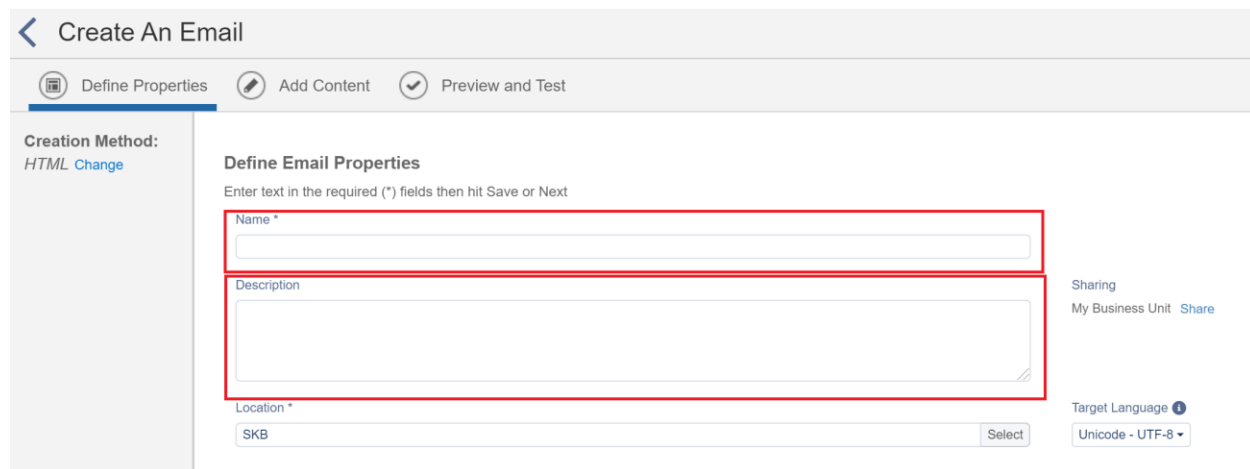 Create An Email
Define Properties Add Content Preview and Test
Creation Method:
HTML Change
Define Email Properties
Enter text in the required (*) fields then hit Save or Next
Name *
Description
Sharing
My Business Unit Share
Location *
SKB Select
Target Language
Unicode - UTF-8